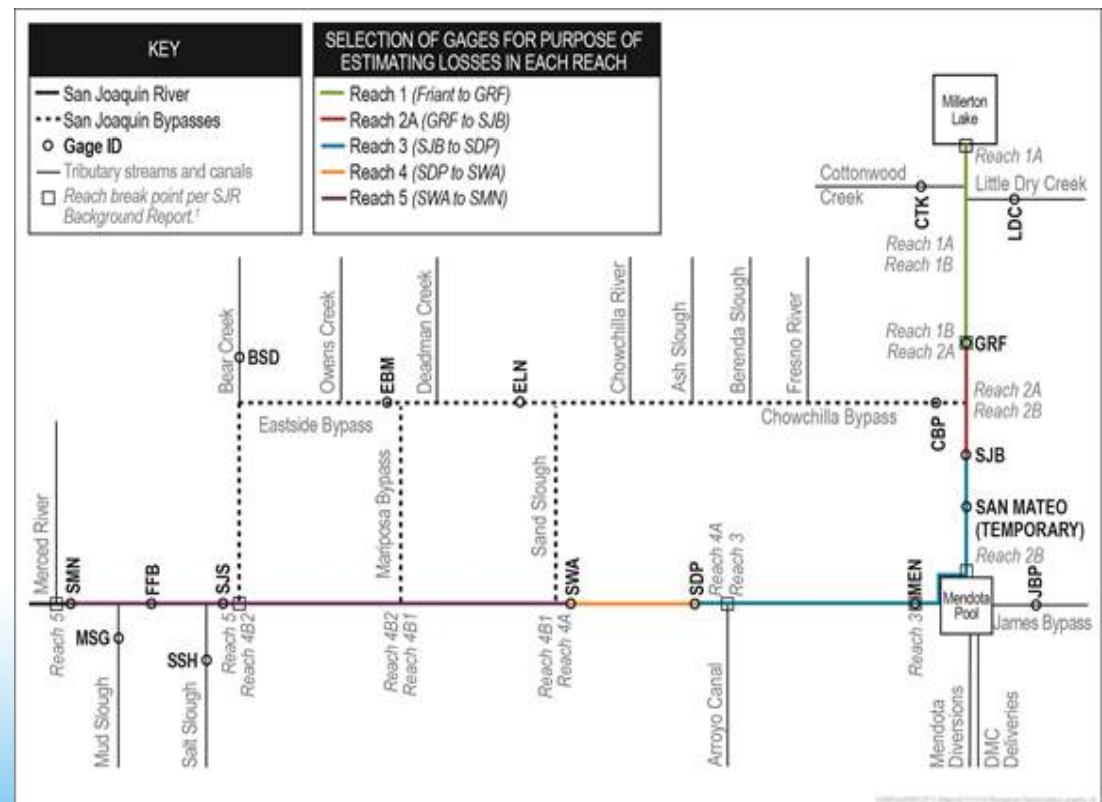 KEY
San Joaquin River
San Joaquin Bypasses
Gage ID
Tributary streams and canals
Reach break point per SJR
Background Report.¹
SELECTION OF GAGES FOR PURPOSE OF
ESTIMATING LOSSES IN EACH REACH
Reach 1 (Friant to GRF)
Reach 2A (GRF to SJB)
Reach 3 (SJB to SDP)
Reach 4 (SDP to SWA)
Reach 5 (SWA to SMN)
Millerton
Lake
Reach 1A
Cottonwood
Creek
CTK
Little Dry Creek
LDC
Reach 1A
Reach 1B
Reach 1B
Reach 2A
GRF
Reach 2A
Reach 2B
Bear Creek
BSD
Owens Creek
EBM
Deadman Creek
ELN
Chowchilla River
Ash Slough
Berenda Slough
Fresno River
Eastside Bypass
Chowchilla Bypass
CBP
SJB
Mariposa Bypass
Sand Slough
SAN MATEO
(TEMPORARY)
Reach 2B
Merced River
Reach 5
SMN
FFB
SJS
Reach 5
Reach 4B2
Reach 4B2
Reach 4B1
Reach 4B1
Reach 4A
SWA
SDP
Reach 4A
Reach 3
MEN
Reach 3
Mendota
Pool
JBP
James Bypass
MSG
SSH
Mud Slough
Salt Slough
Arroyo Canal
Mendota
Diversions
DMC
Deliveries